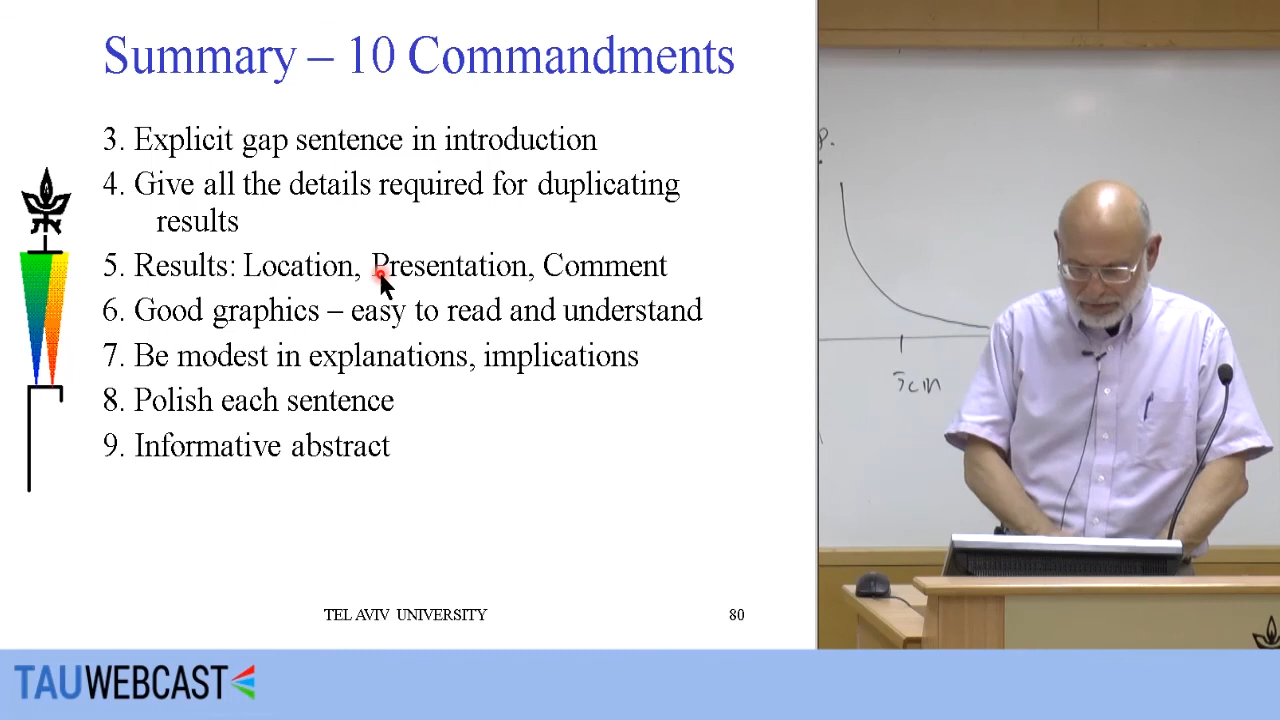 Summary – 10 Commandments
3. Explicit gap sentence in introduction
4. Give all the details required for duplicating
results
5. Results: Location, Presentation, Comment
6. Good graphics – easy to read and understand
7. Be modest in explanations, implications
8. Polish each sentence
9. Informative abstract
TEL AVIV UNIVERSITY
80
5cm
TAUWEBCAST